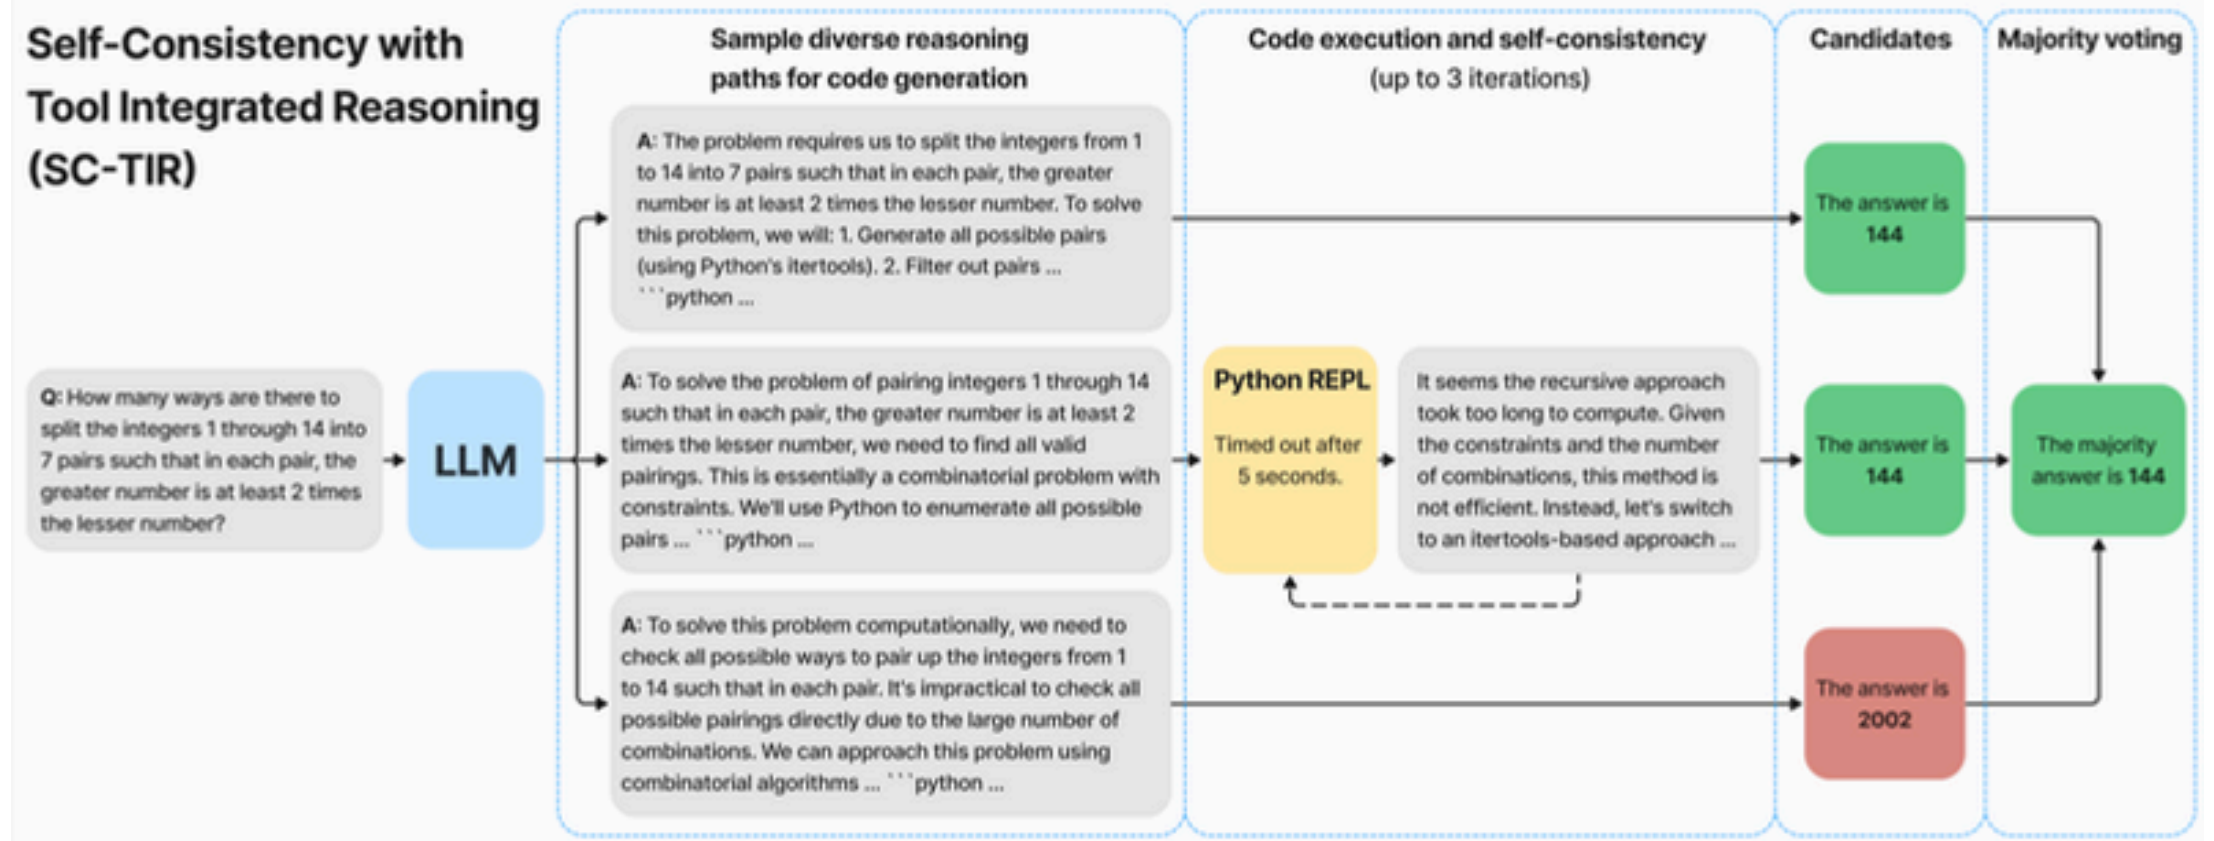 Self-Consistency with
Tool Integrated Reasoning
(SC-TIR)
Q: How many ways are there to
split the integers 1 through 14 into
7 pairs such that in each pair, the
greater number is at least 2 times
the lesser number?
LLM
Sample diverse reasoning
paths for code generation
A: The problem requires us to split the integers from 1
to 14 into 7 pairs such that in each pair, the greater
number is at least 2 times the lesser number. To solve
this problem, we will: 1. Generate all possible pairs
(using Python's itertools). 2. Filter out pairs ...
```python ...
A: To solve the problem of pairing integers 1 through 14
such that in each pair, the greater number is at least 2
times the lesser number, we need to find all valid
pairings. This is essentially a combinatorial problem with
constraints. We'll use Python to enumerate all possible
pairs ... ```python ...
A: To solve this problem computationally, we need to
check all possible ways to pair up the integers from 1
to 14 such that in each pair. It's impractical to check all
possible pairings directly due to the large number of
combinations. We can approach this problem using
combinatorial algorithms ... ```python ...
Code execution and self-consistency
(up to 3 iterations)
Python REPL
Timed out after
5 seconds.
It seems the recursive approach
took too long to compute. Given
the constraints and the number
of combinations, this method is
not efficient. Instead, let's switch
to an itertools-based approach ...
Candidates
The answer is
144
The answer is
144
The answer is
2002
Majority voting
The majority
answer is 144